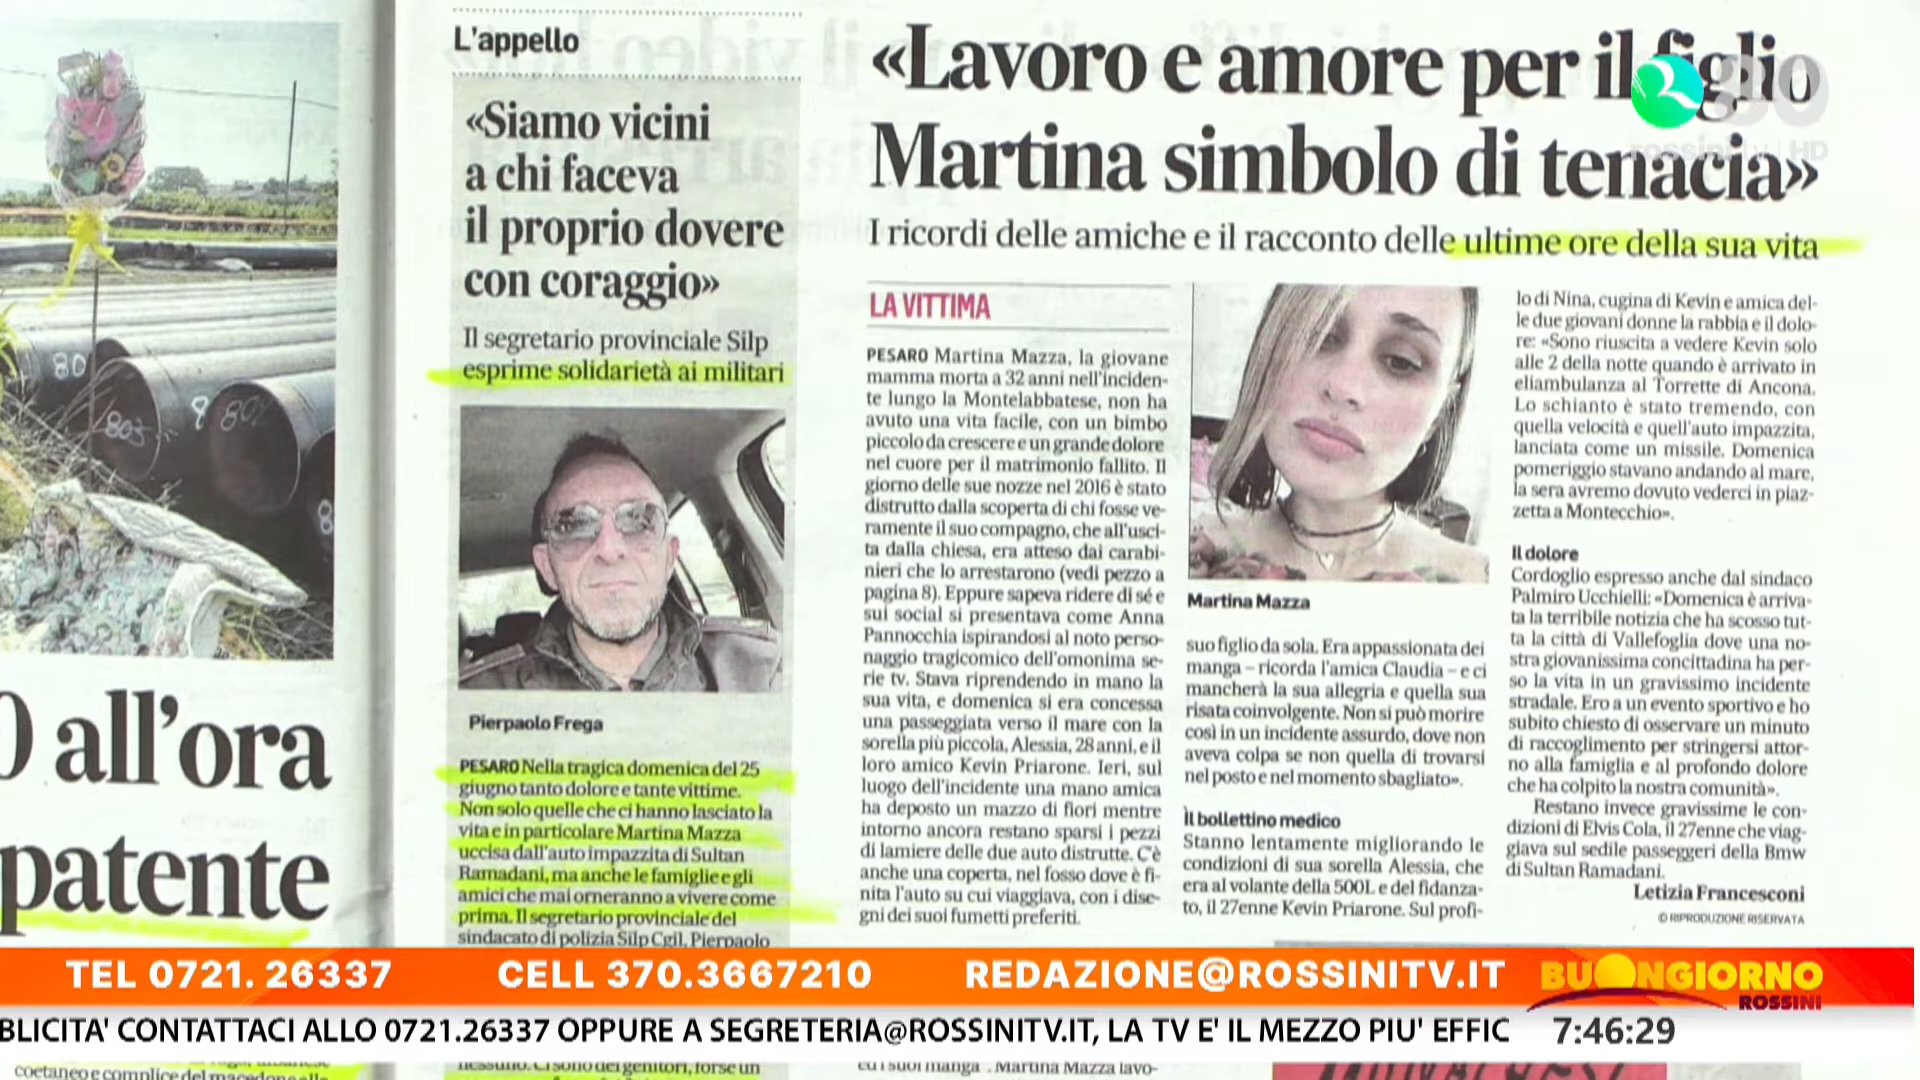 80
803
9
80
8
0 all'ora
patente
L'appello
«Siamo vicini
a chi faceva
il proprio dovere
con coraggio»
Il segretario provinciale Silp
esprime solidarietà ai militari
Pierpaolo Frega
PESARO Nella tragica domenica del 25
giugno tanto dolore e tante vittime.
Non solo quelle che ci hanno lasciato la
vita e in particolare Martina Mazza
uccisa dall'auto impazzita di Sultan
Ramadani, ma anche le famiglie e gli
amici che mai orneranno a vivere come
prima. Il segretario provinciale del
sindacato di polizia Silp Cgil, Pierpaolo
«Lavoro e amore per il figlio
Martina simbolo di tenacia»
I ricordi delle amiche e il racconto delle ultime ore della sua vita
LA VITTIMA
PESARO Martina Mazza, la giovane
mamma morta a 32 anni nell'inciden-
te lungo la Montelabbatese, non ha
avuto una vita facile, con un bimbo
piccolo da crescere e un grande dolore
nel cuore per il matrimonio fallito. Il
giorno delle sue nozze nel 2016 è stato
distrutto dalla scoperta di chi fosse ve-
ramente il suo compagno, che all'usci-
ta dalla chiesa, era atteso dai carabi-
nieri che lo arrestarono (vedi pezzo a
pagina 8). Eppure sapeva ridere di sé e
sui social si presentava come Anna
Pannocchia ispirandosi al noto perso-
naggio tragicomico dell'omonima se-
rie tv. Stava riprendendo in mano la
sua vita, e domenica si era concessa
una passeggiata verso il mare con la
sorella più piccola, Alessia, 28 anni, e il
loro amico Kevin Priarone. Ieri, sul
luogo dell'incidente una mano amica
ha deposto un mazzo di fiori mentre
intorno ancora restano sparsi i pezzi
di lamiere delle due auto distrutte. C'è
anche una coperta, nel fosso dove è fi-
nita l'auto su cui viaggiava, con i dise-
gni dei suoi fumetti preferiti.
Martina Mazza
suo figlio da sola. Era appassionata dei
manga - ricorda l'amica Claudia - e ci
mancherà la sua allegria e quella sua
risata coinvolgente. Non si può morire
così in un incidente assurdo, dove non
aveva colpa se non quella di trovarsi
nel posto e nel momento sbagliato».
Il bollettino medico
Stanno lentamente migliorando le
condizioni di sua sorella Alessia, che
era al volante della 500L e del fidanza-
to, il 27enne Kevin Priarone. Sul profi-
lo di Nina, cugina di Kevin e amica del-
le due giovani donne la rabbia e il dolo-
re: «Sono riuscita a vedere Kevin solo
alle 2 della notte quando è arrivato in
eliambulanza al Torrette di Ancona.
Lo schianto è stato tremendo, con
quella velocità e quell'auto impazzita,
lanciata come un missile. Domenica
pomeriggio stavano andando al mare,
la sera avremo dovuto vederci in piaz-
zetta a Montecchio».
Il dolore
Cordoglio espresso anche dal sindaco
Palmiro Ucchielli: «Domenica è arriva-
ta la terribile notizia che ha scosso tut-
ta la città di Vallefoglia dove una no-
stra giovanissima concittadina ha per-
so la vita in un gravissimo incidente
stradale. Ero a un evento sportivo e ho
subito chiesto di osservare un minuto
di raccoglimento per stringersi attor-
no alla famiglia e al profondo dolore
che ha colpito la nostra comunità».
Restano invece gravissime le con-
dizioni di Elvis Cola, il 27enne che viag-
giava sul sedile passeggeri della Bmw
di Sultan Ramadani.
Letizia Francesconi
© RIPRODUZIONE RISERVATA
80
rossini tv HD
TEL 0721. 26337 CELL 370.3667210 REDAZIONE@ROSSINITV.IT
BUONGIORNO
ROSSINI
BLICITA' CONTATTACI ALLO 0721.26337 OPPURE A SEGRETERIA@ROSSINITV.IT, LA TV E' IL MEZZO PIU' EFFIC
7:46:29
coetaneo e complice del macedone
nessuno. Ci sono dei genitori, forse un
Martina Mazza lavo-